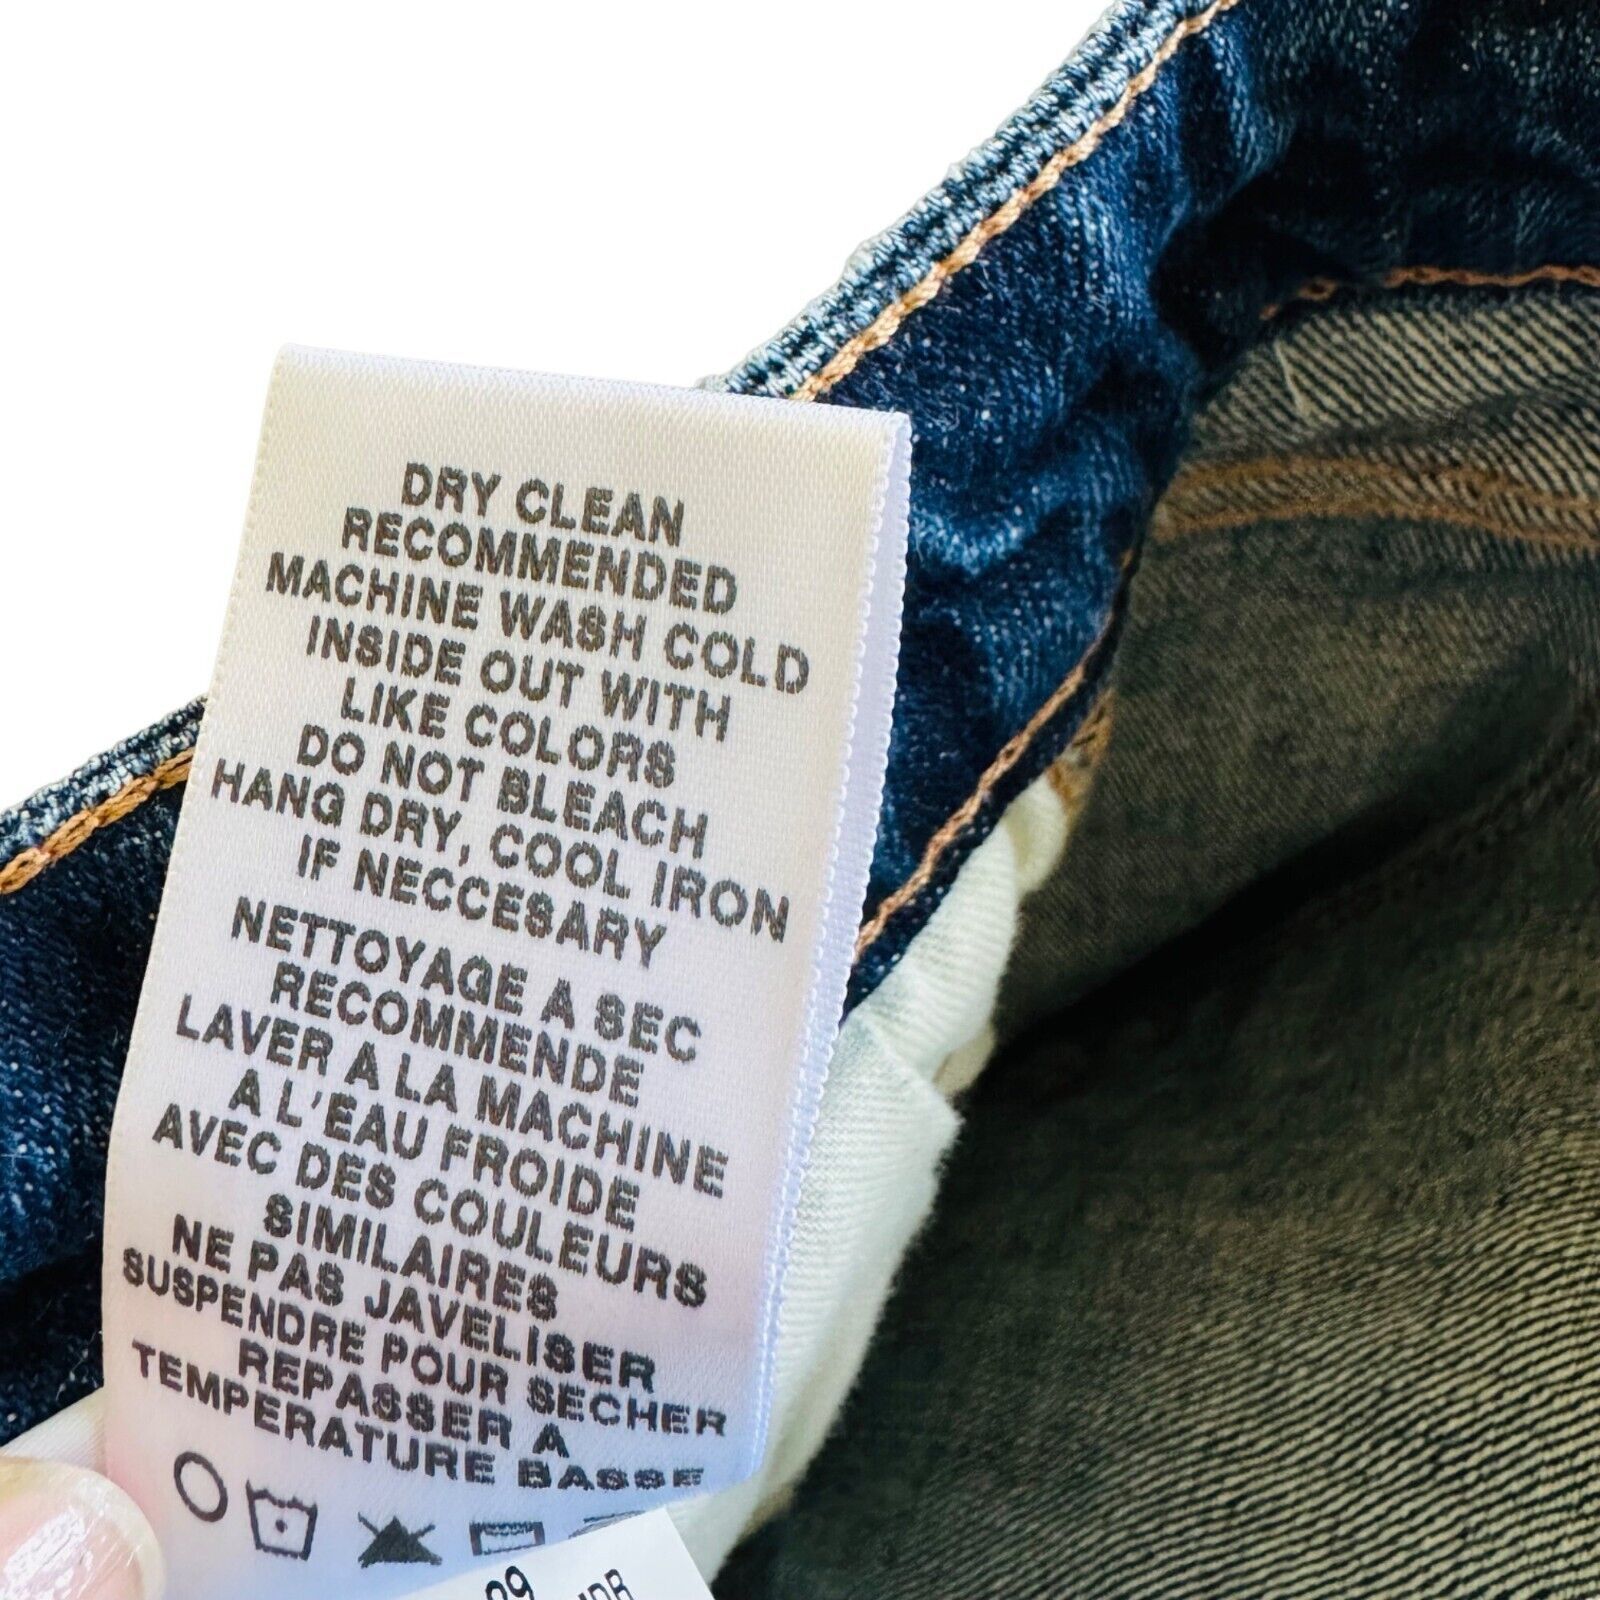 DRY CLEAN
RECOMMENDED
MACHINE WASH COLD
INSIDE OUT WITH
LIKE COLORS
DO NOT BLEACH
HANG DRY, COOL IRON
IF NECCESARY
NETTOYAGE A SEC
RECOMMENDE
LAVER A LA MACHINE
A L'EAU FROIDE
AVEC DES COULEURS
SIMILAIRES
NE PAS JAVELISER
SUSPENDRE POUR SECHER
REPASSER A
TEMPERATURE BASSE
09